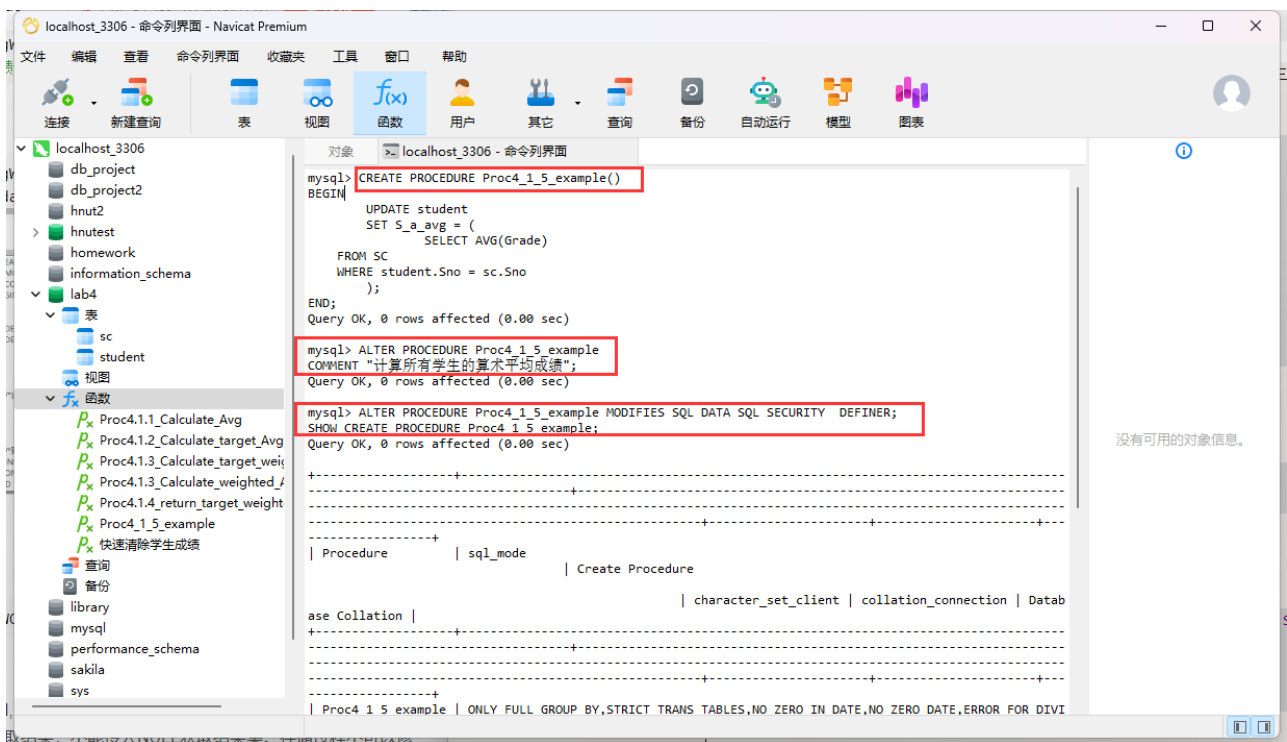 localhost_3306 - 命令列界面 - Navicat Premium
文件 编辑 查看 命令列界面 收藏夹 工具 窗口 帮助
连接 新建查询 表 视图 函数 用户 其它 查询 备份 自动运行 模型 图表
localhost_3306
db_project
db_project2
hnut2
hnutest
homework
information_schema
lab4
表
sc
student
视图
函数
Proc4.1.1_Calculate_Avg
Proc4.1.2_Calculate_target_Avg
Proc4.1.3_Calculate_target_weig
Proc4.1.3_Calculate_weighted_A
Proc4.1.4_return_target_weight
Proc4_1_5_example
快速清除学生成绩
查询
备份
library
mysql
performance_schema
sakila
sys
对象 localhost_3306 - 命令列界面
mysql> CREATE PROCEDURE Proc4_1_5_example()
BEGIN
UPDATE student
SET S_a_avg = (
SELECT AVG(Grade)
FROM SC
WHERE student.Sno = sc.Sno
);
END;
Query OK, 0 rows affected (0.00 sec)
mysql> ALTER PROCEDURE Proc4_1_5_example
COMMENT "计算所有学生的算术平均成绩";
Query OK, 0 rows affected (0.00 sec)
mysql> ALTER PROCEDURE Proc4_1_5_example MODIFIES SQL DATA SQL SECURITY  DEFINER;
SHOW CREATE PROCEDURE Proc4_1_5_example;
Query OK, 0 rows affected (0.00 sec)
| Procedure | sql_mode
| Create Procedure
| character_set_client | collation_connection | Datab
ase Collation |
| Proc4_1_5_example | ONLY_FULL_GROUP_BY,STRICT_TRANS_TABLES,NO_ZERO_IN_DATE,NO_ZERO_DATE,ERROR_FOR_DIVI
没有可用的对象信息。